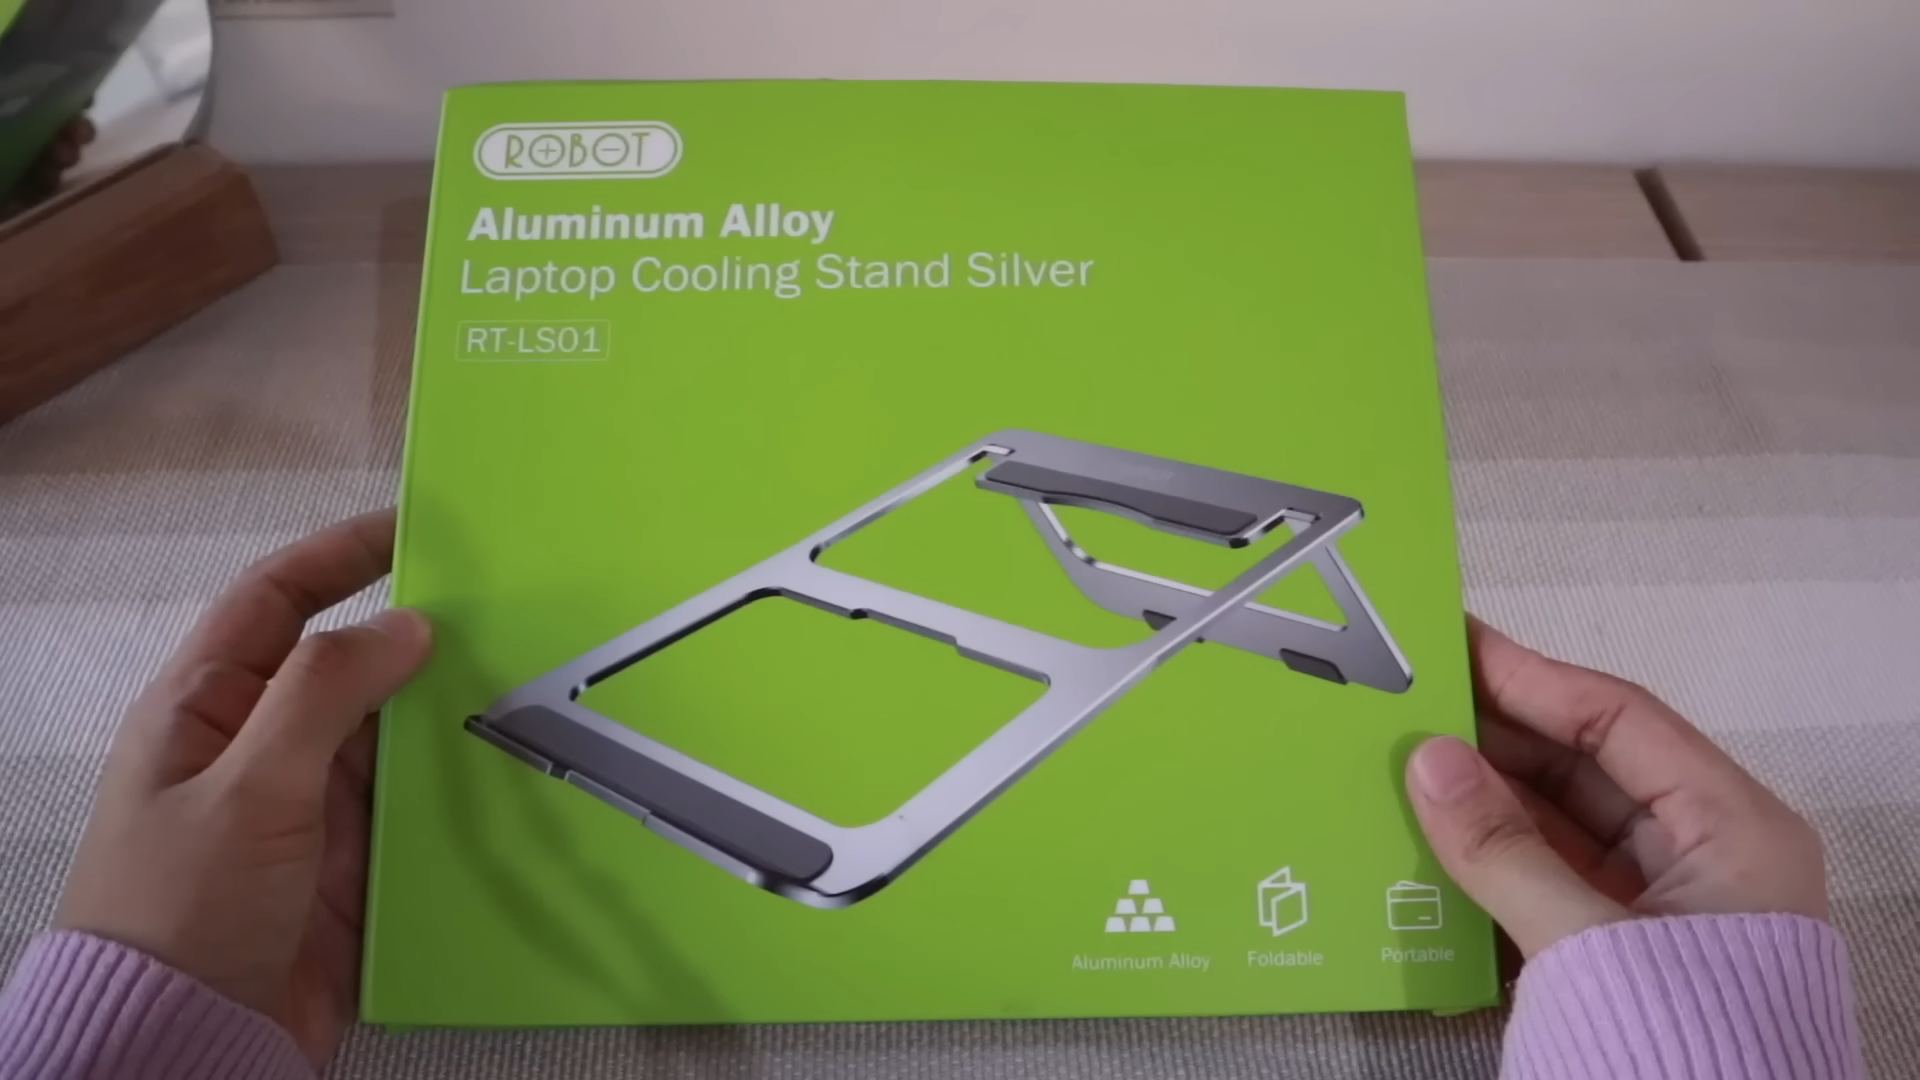 ROBOT
Aluminum Alloy
Laptop Cooling Stand Silver
RT-LS01
Aluminum Alloy
Foldable
Portable